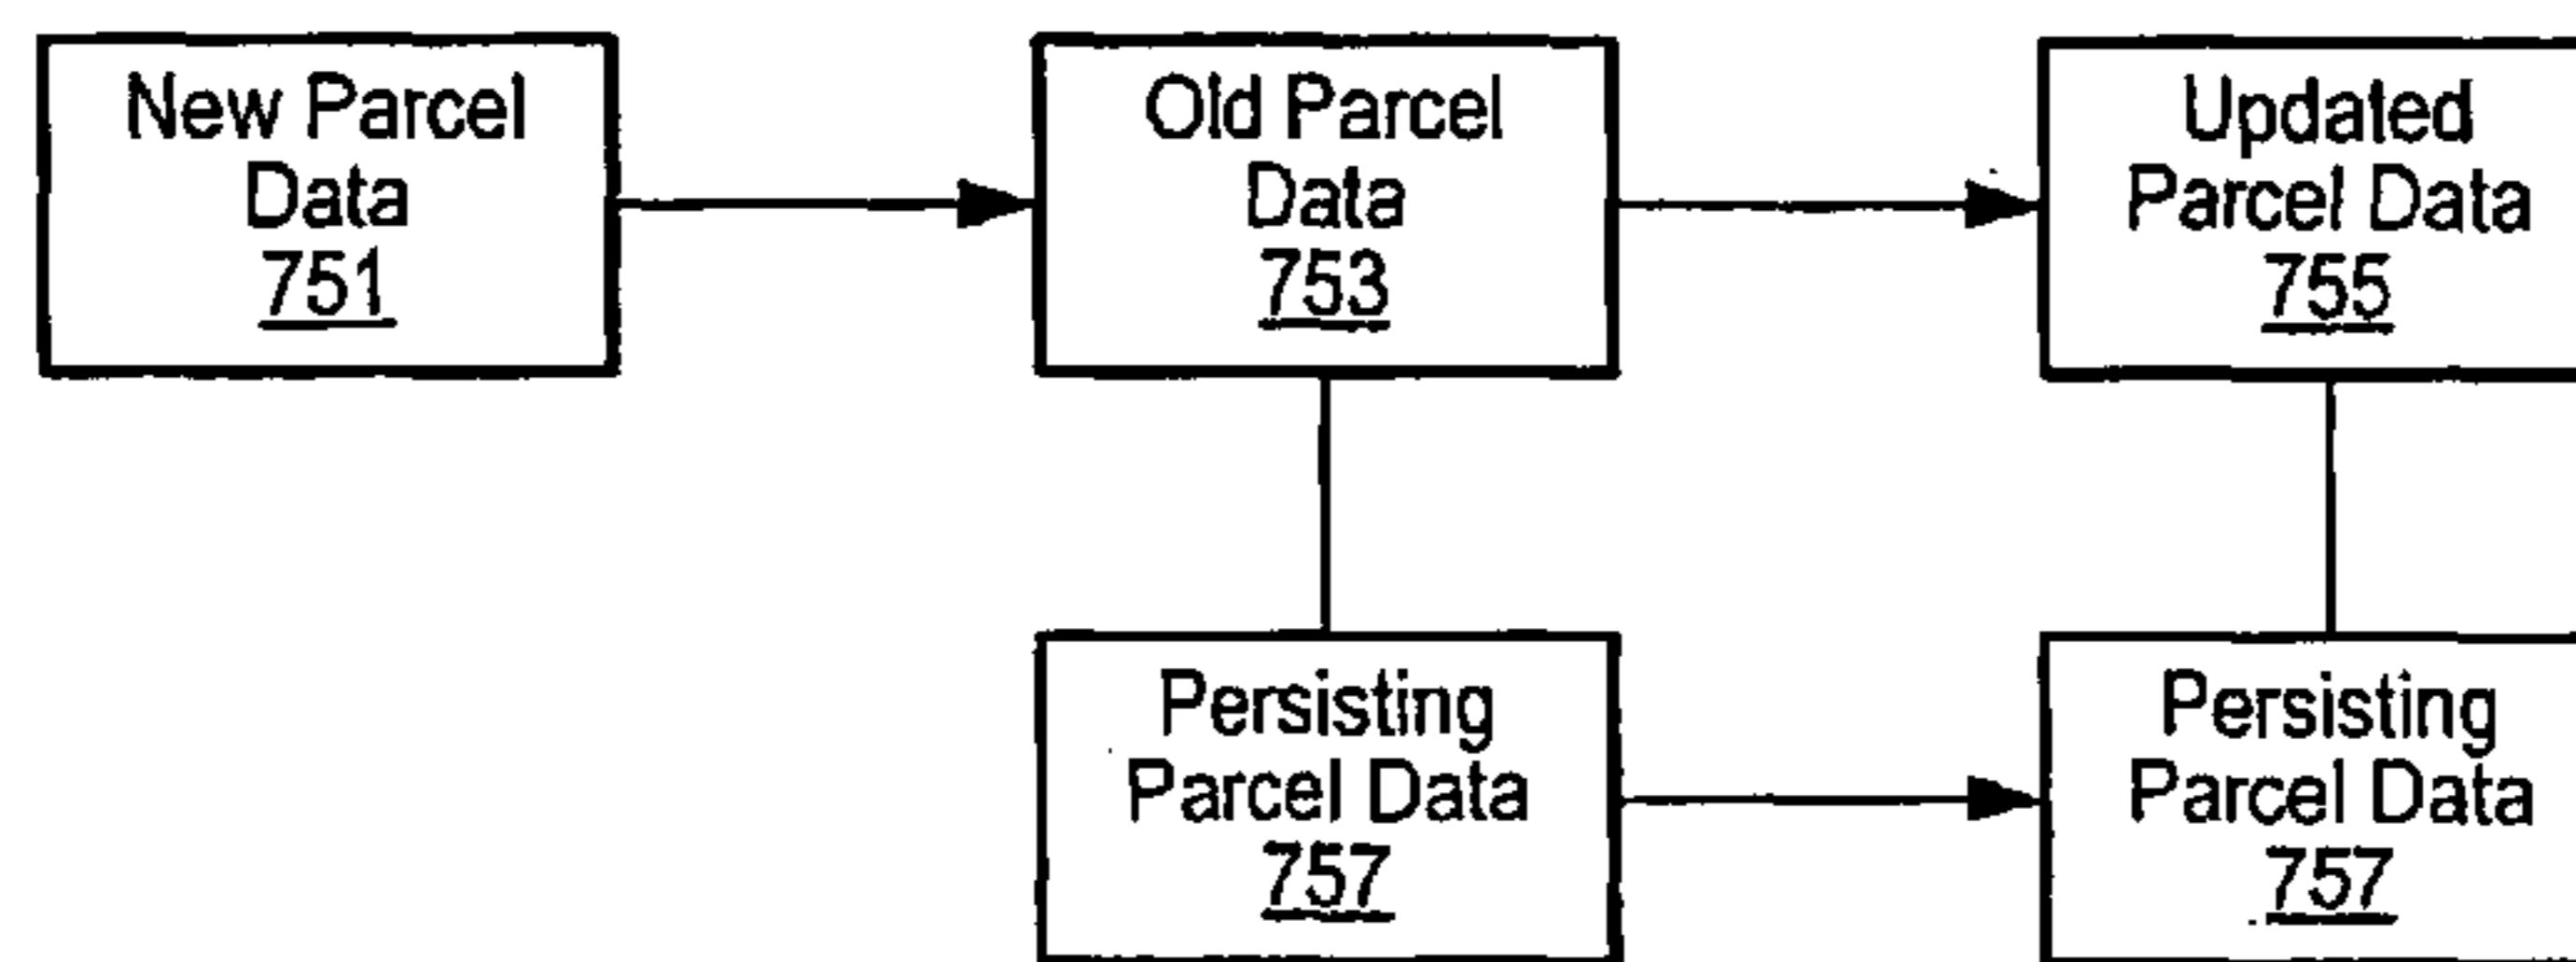 New Parcel
Data
751
Old Parcel
Data
753
Updated
Parcel Data
755
Persisting
Parcel Data
757
Persisting
Parcel Data
757